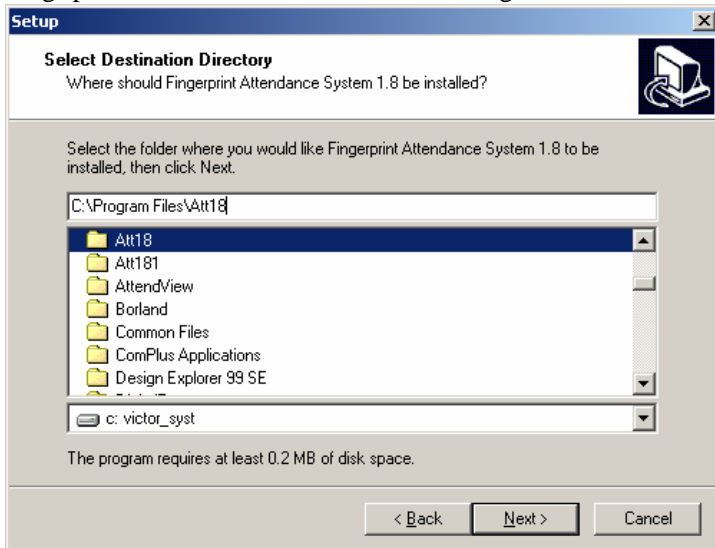 Setup
Select Destination Directory
Where should Fingerprint Attendance System 1.8 be installed?
Select the folder where you would like Fingerprint Attendance System 1.8 to be
installed, then click Next.
C:\Program Files\Att18
Att18
Att181
AttendView
Borland
Common Files
ComPlus Applications
Design Explorer 99 SE
c: victor_syst
The program requires at least 0.2 MB of disk space.
< Back
Next >
Cancel